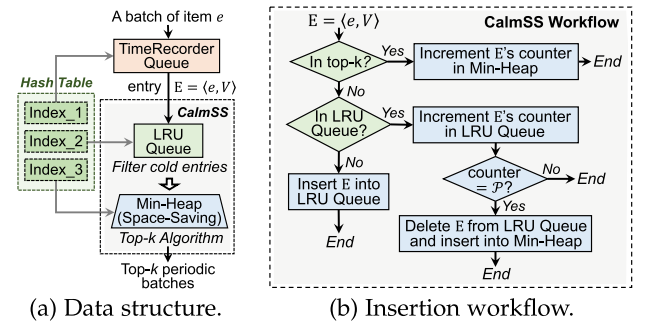 A batch of item e
TimeRecorder
Queue
Hash Table
Index_1
Index_2
Index_3
entry E = ⟨e, V⟩
CalmSS
LRU
Queue
Filter cold entries
Min-Heap
(Space-Saving)
Top-k Algorithm
Top-k periodic
batches
(a) Data structure.
E = ⟨e, V⟩
CalmSS Workflow
In top-k?
Yes
Increment E's counter
in Min-Heap
End
No
In LRU
Queue?
Yes
Increment E's counter
in LRU Queue
No
Insert E into
LRU Queue
End
counter
= 𝒫?
No
End
Yes
Delete E from LRU Queue
and insert into Min-Heap
End
(b) Insertion workflow.